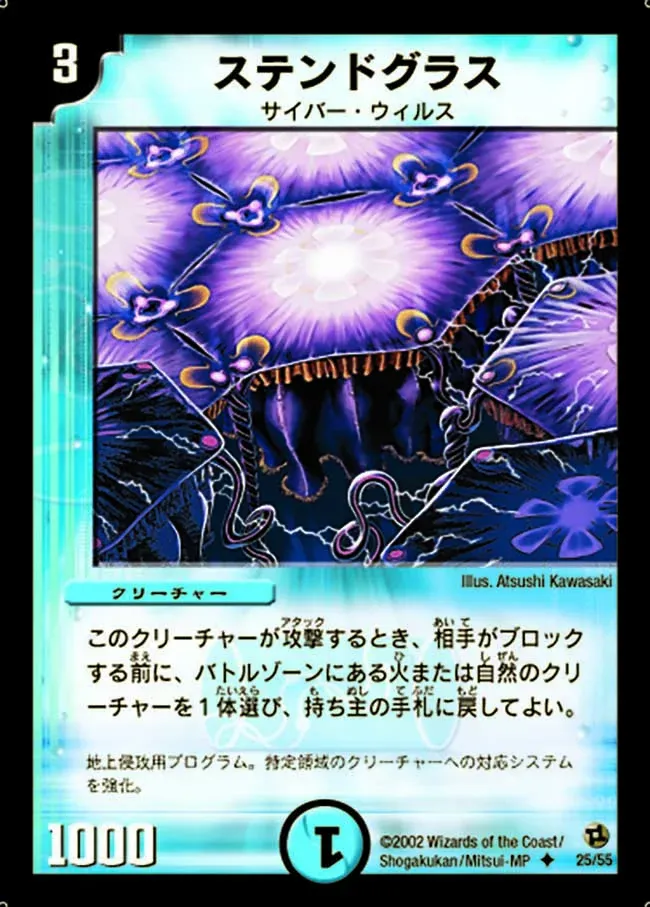 3
ステンドグラス
サイバー・ウィルス
Illus. Atsushi Kawasaki
クリーチャー
このクリーチャーが攻撃するとき、相手がブロック
する前に、バトルゾーンにある火または自然のクリ
ーチャーを1体選び、持ち主の手札に戻してよい。
地上侵攻用プログラム。特定領域のクリーチャーへの対応システム
を強化。
1000
1
©2002 Wizards of the Coast/
Shogakukan/Mitsui-MP
25/55